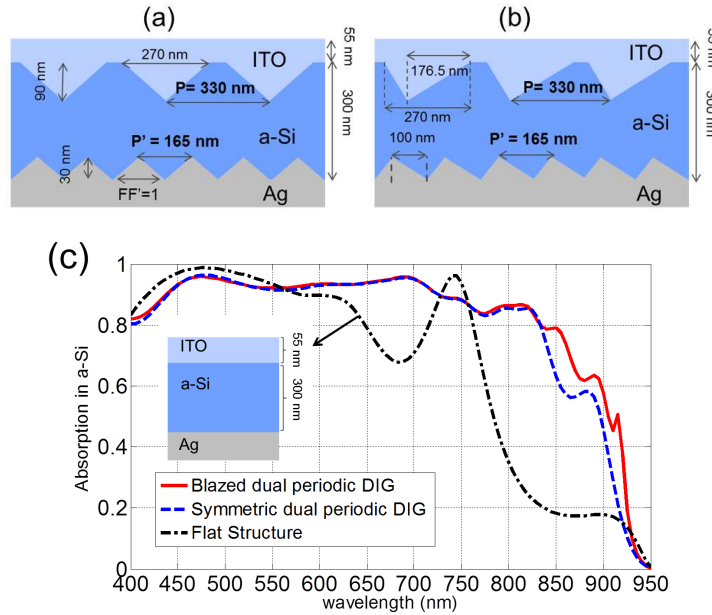 (a)
(b)
270 nm
ITO
55 nm
90 nm
P= 330 nm
300 nm
a-Si
P' = 165 nm
30 nm
FF'=1
Ag
ITO
176.5 nm
P= 330 nm
270 nm
a-Si
100 nm
P' = 165 nm
Ag
(c)
Absorption in a-Si
1
0.8
0.6
0.4
0.2
0
ITO
55 nm
a-Si
300 nm
Ag
Blazed dual periodic DIG
Symmetric dual periodic DIG
Flat Structure
400 450 500 550 600 650 700 750 800 850 900 950
wavelength (nm)